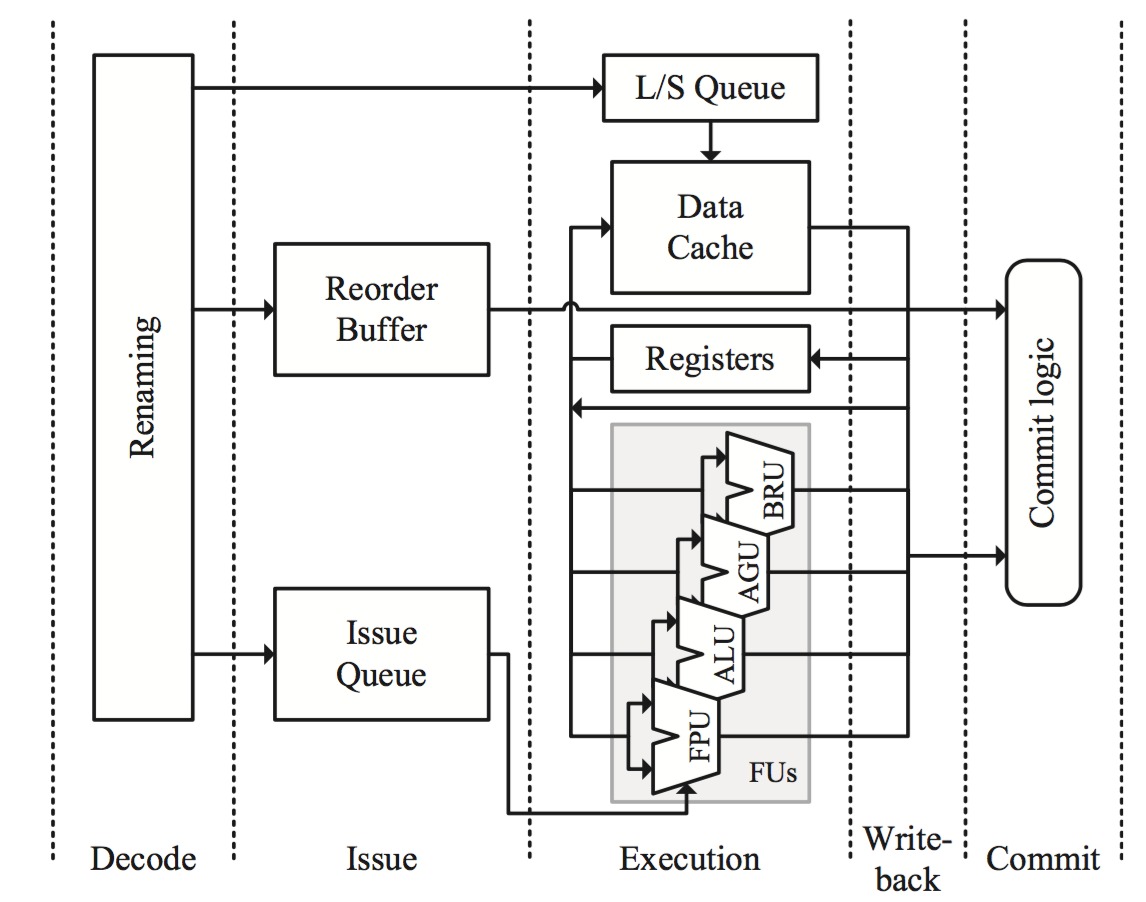 L/S Queue
Data
Cache
Reorder
Buffer
Renaming
Registers
Commit logic
BRU
AGU
Issue
Queue
ALU
FPU
FUs
Decode
Issue
Execution
Write-
back
Commit